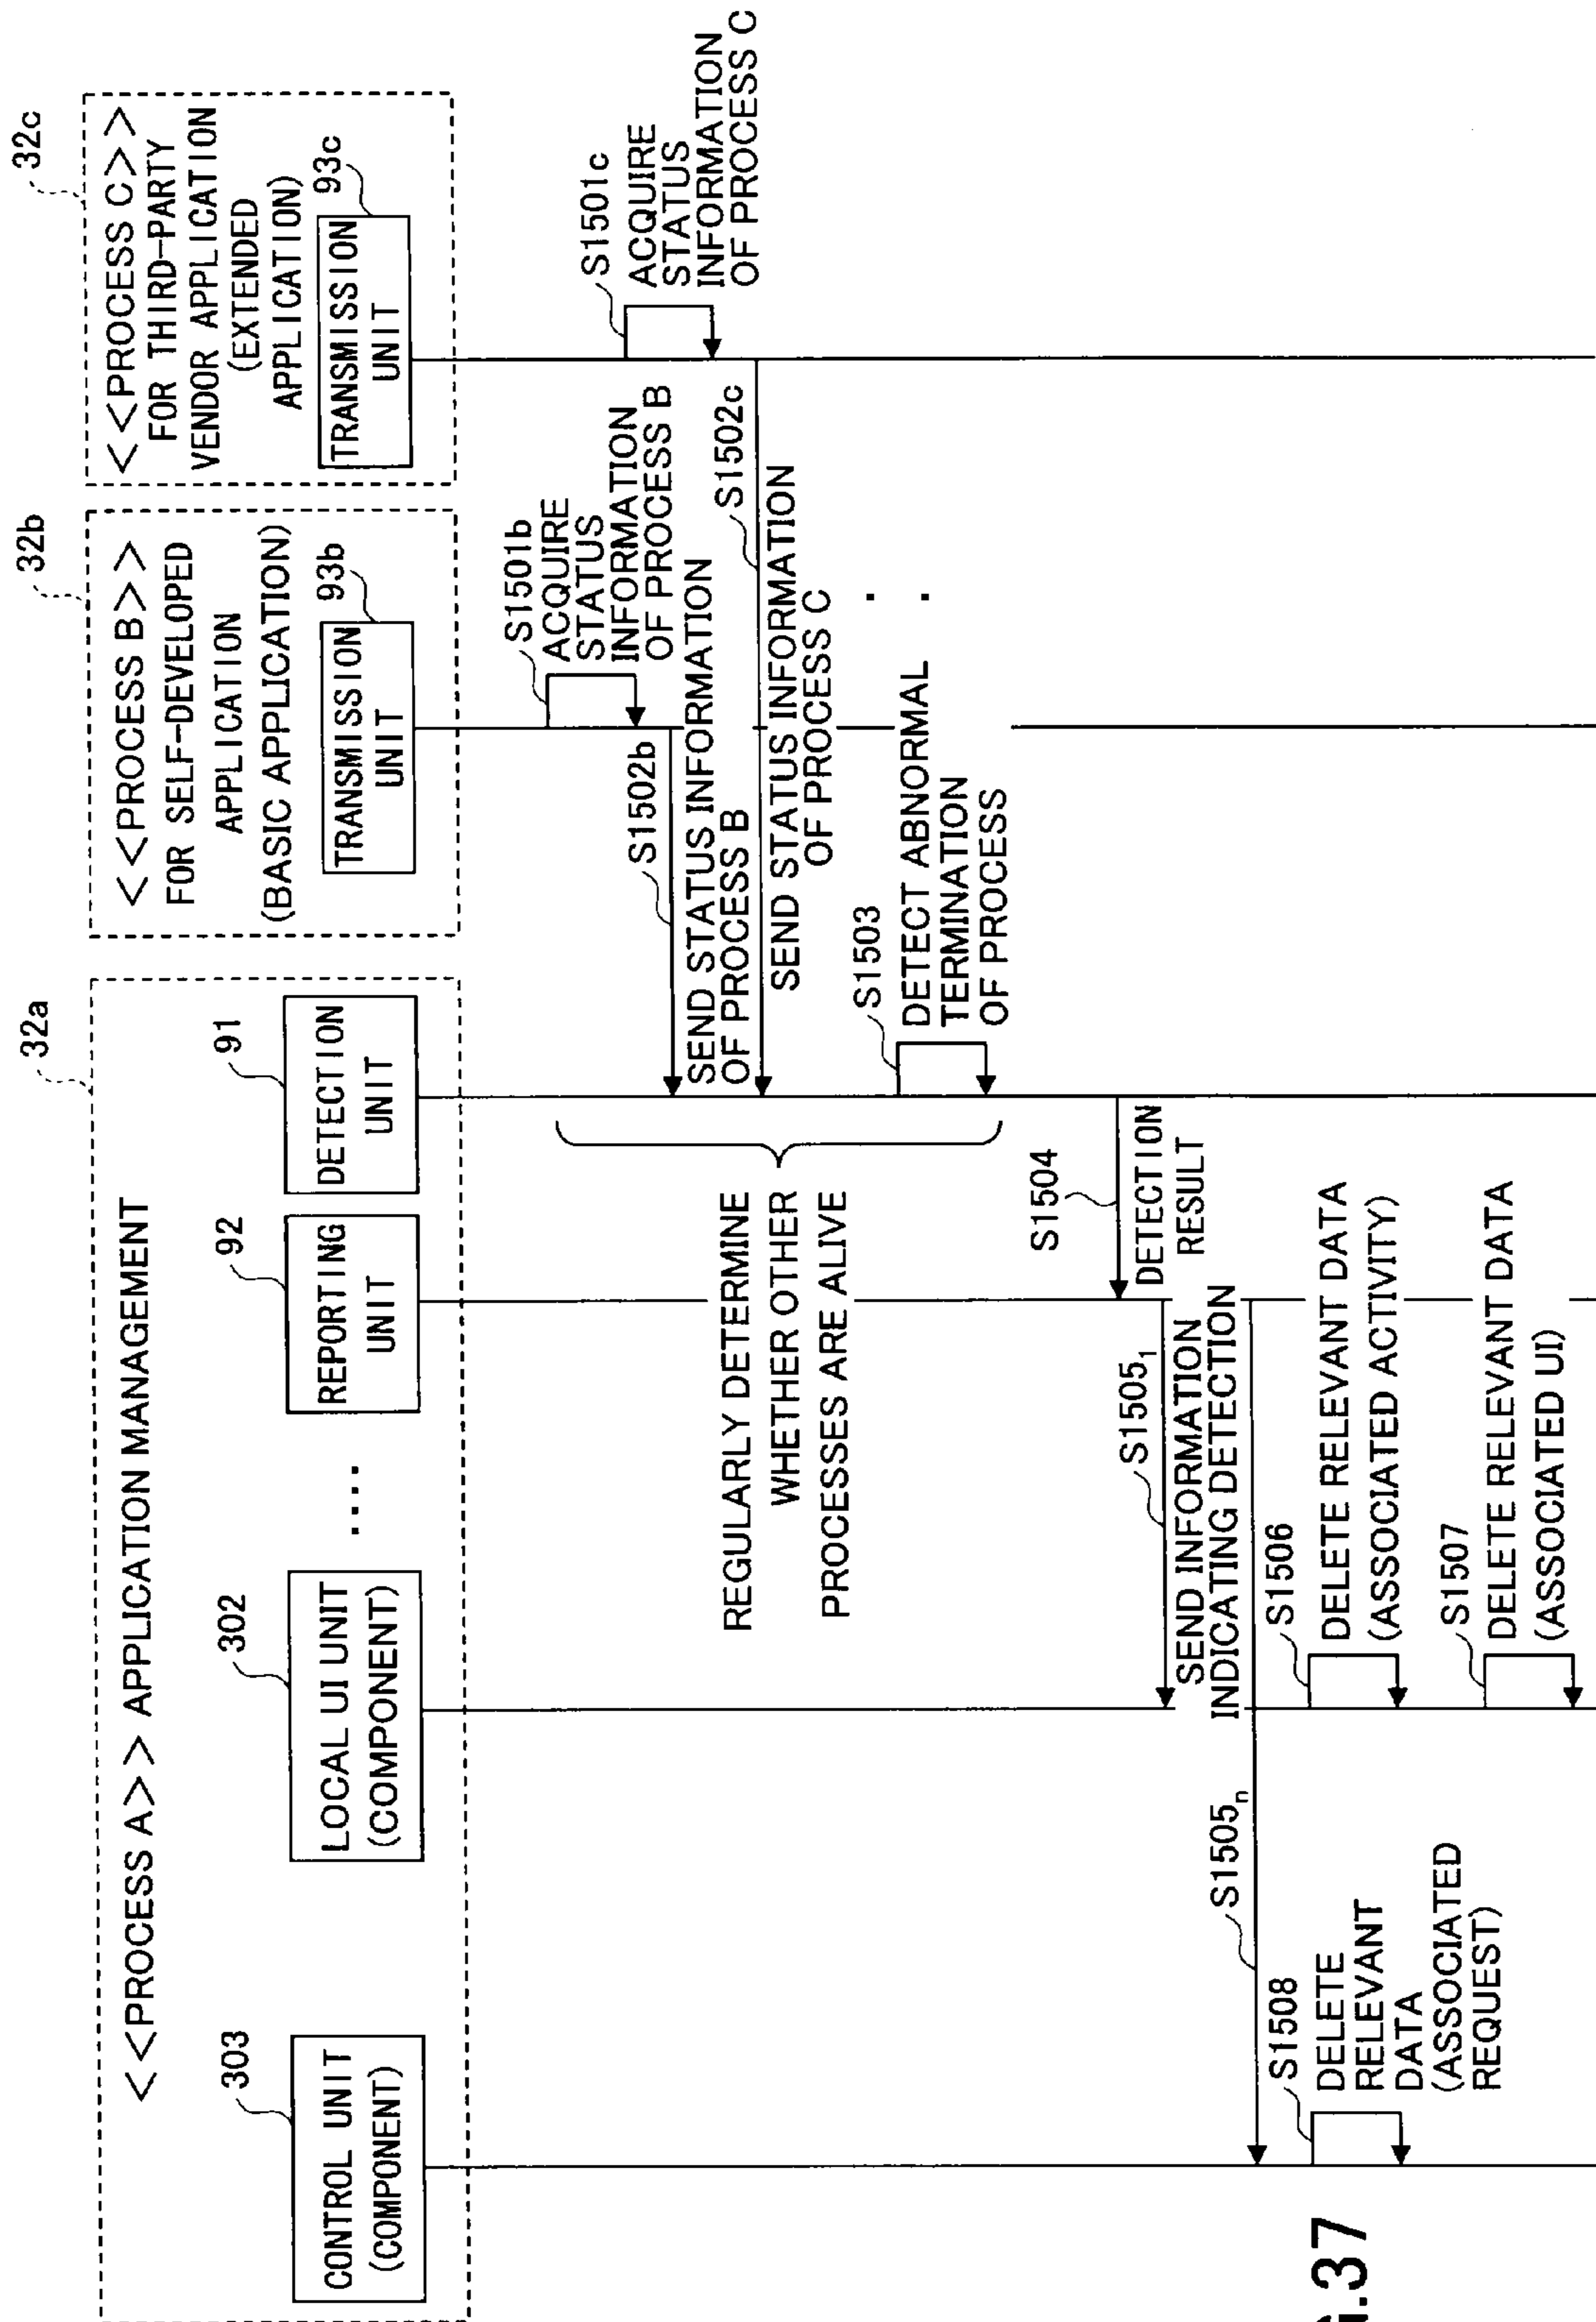 32a
<<PROCESS A>> APPLICATION MANAGEMENT
303
CONTROL UNIT
(COMPONENT)
302
LOCAL UI UNIT
(COMPONENT)
....
92
REPORTING
UNIT
91
DETECTION
UNIT
32b
<<PROCESS B>>
FOR SELF-DEVELOPED
APPLICATION
(BASIC APPLICATION)
93b
TRANSMISSION
UNIT
32c
<<PROCESS C>>
FOR THIRD-PARTY
VENDOR APPLICATION
(EXTENDED
APPLICATION)
93c
TRANSMISSION
UNIT
S1501b
ACQUIRE
STATUS
INFORMATION
OF PROCESS B
S1501c
ACQUIRE
STATUS
INFORMATION
OF PROCESS C
S1502b
SEND STATUS INFORMATION
OF PROCESS B
S1502c
SEND STATUS INFORMATION
OF PROCESS C
REGULARLY DETERMINE
WHETHER OTHER
PROCESSES ARE ALIVE
S1503
DETECT ABNORMAL
TERMINATION
OF PROCESS
S1504
DETECTION
RESULT
S1505₁
SEND INFORMATION
INDICATING DETECTION
S1505ₙ
S1506
DELETE RELEVANT DATA
(ASSOCIATED ACTIVITY)
S1508
DELETE
RELEVANT
DATA
(ASSOCIATED
REQUEST)
S1507
DELETE RELEVANT DATA
(ASSOCIATED UI)
G.37